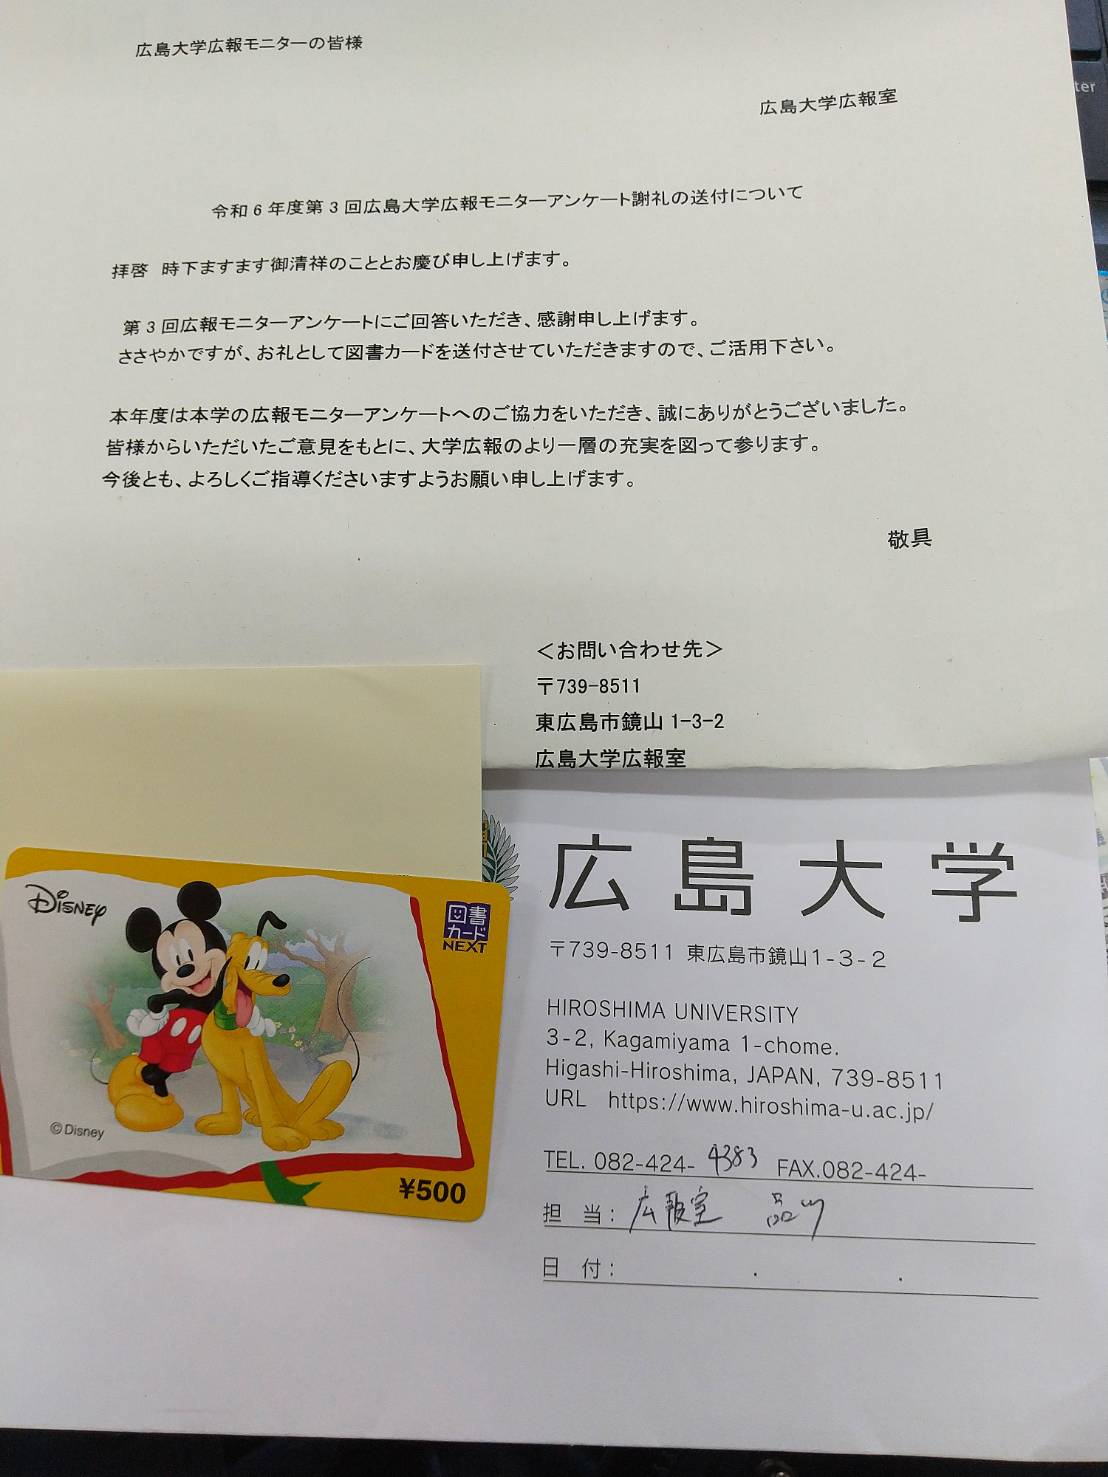 広島大学広報モニターの皆様
広島大学広報室
令和6年度第3回広島大学広報モニターアンケート謝礼の送付について
拝啓 時下ますます御清祥のこととお慶び申し上げます。
第3回広報モニターアンケートにご回答いただき、感謝申し上げます。
ささやかですが、お礼として図書カードを送付させていただきますので、ご活用下さい。
本年度は本学の広報モニターアンケートへのご協力をいただき、誠にありがとうございました。
皆様からいただいたご意見をもとに、大学広報のより一層の充実を図って参ります。
今後とも、よろしくご指導くださいますようお願い申し上げます。
敬具
<お問い合わせ先>
〒739-8511
東広島市鏡山1-3-2
広島大学広報室
DISNEY
図書
カード
NEXT
©Disney
¥500
広島大学
〒739-8511 東広島市鏡山1-3-2
HIROSHIMA UNIVERSITY
3-2, Kagamiyama 1-chome.
Higashi-Hiroshima, JAPAN, 739-8511
URL https://www.hiroshima-u.ac.jp/
TEL. 082-424-4383 FAX.082-424-
担当: 広報室 品川
日付: . .